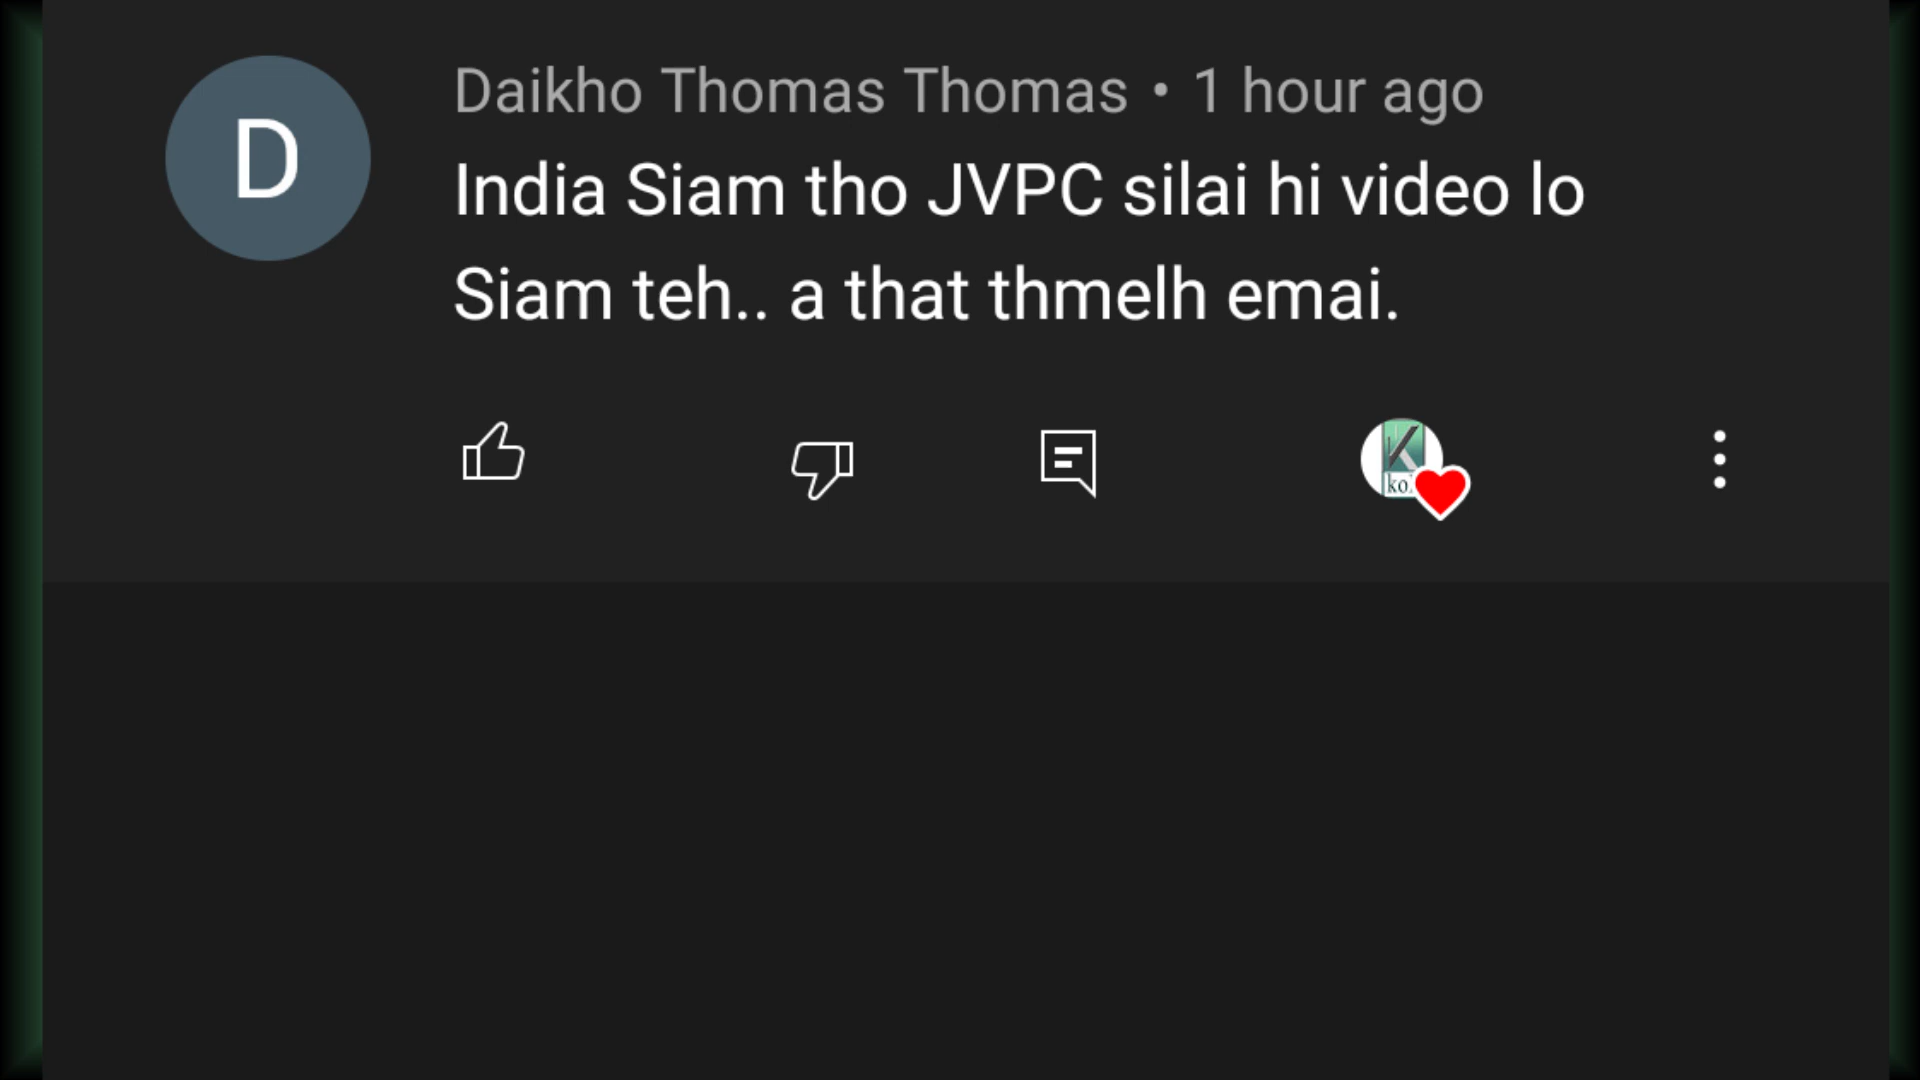 D
Daikho Thomas Thomas • 1 hour ago
India Siam tho JVPC silai hi video lo
Siam teh.. a that thmelh emai.
K
ko